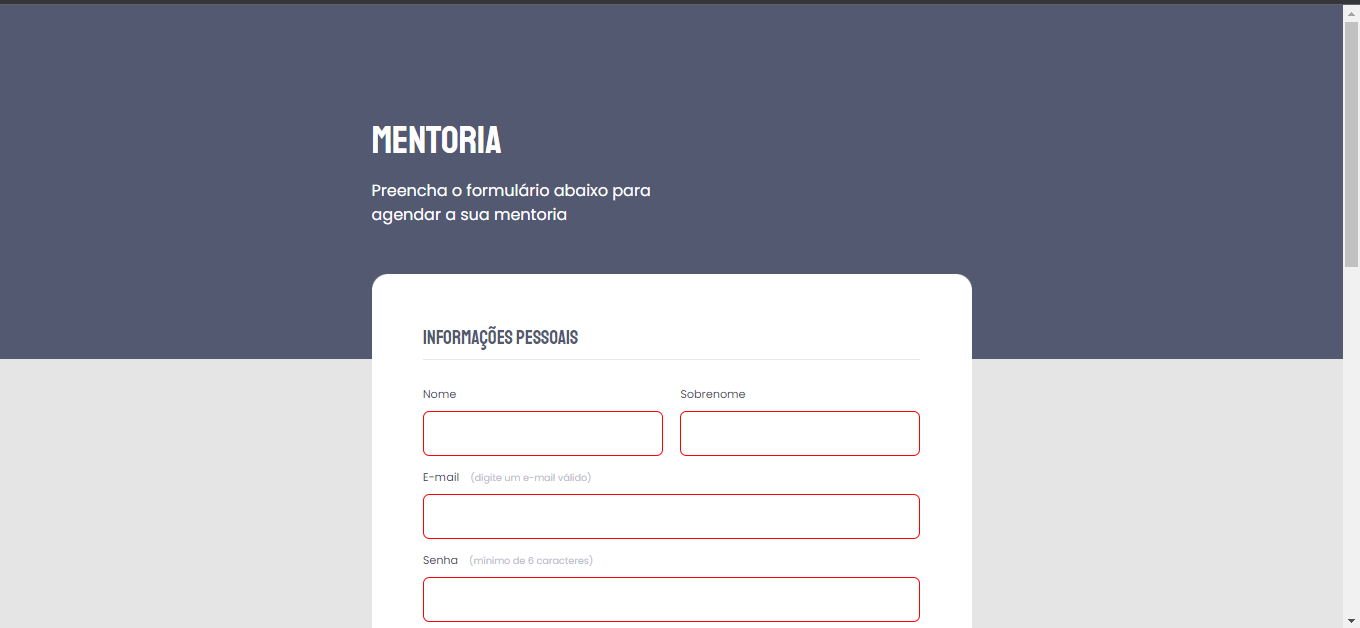 MENTORIA
Preencha o formulário abaixo para
agendar a sua mentoria
INFORMAÇÕES PESSOAIS
Nome
Sobrenome
E-mail (digite um e-mail válido)
Senha (mínimo de 6 caracteres)